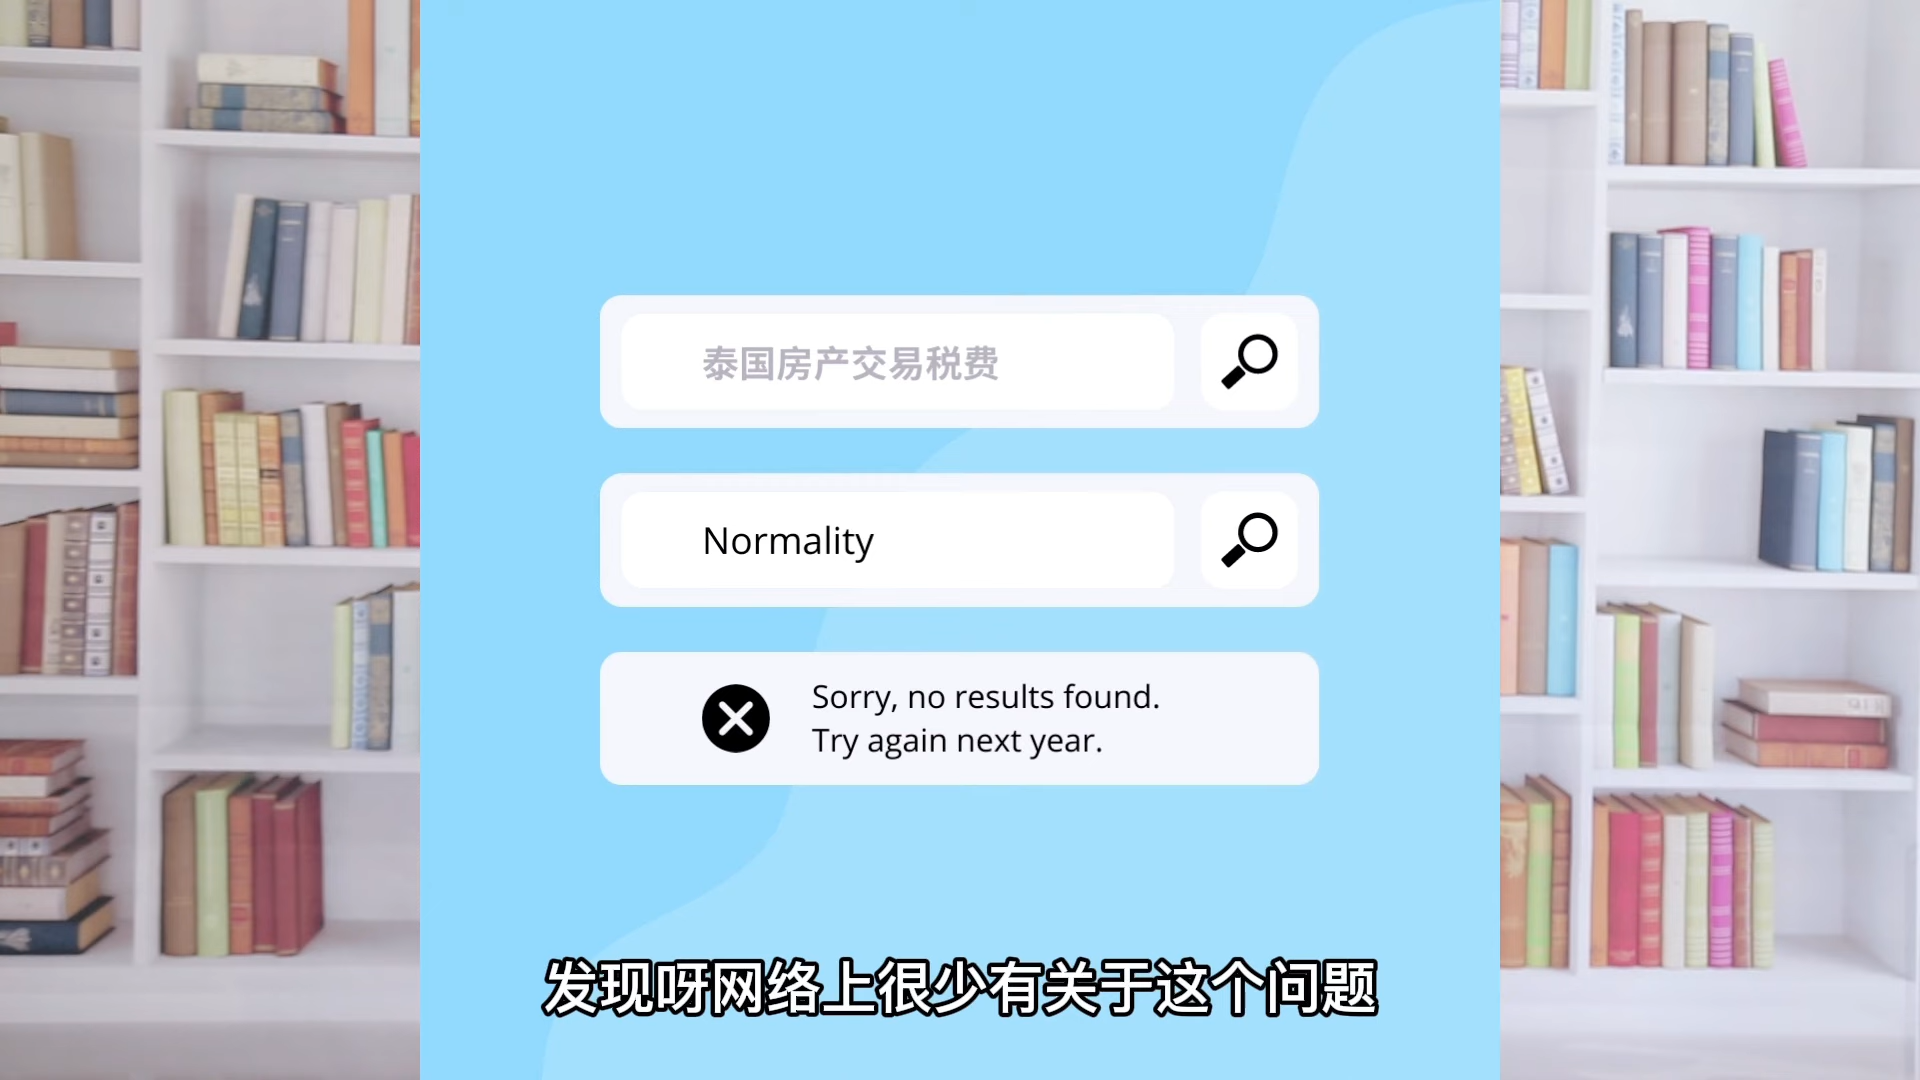 泰国房产交易税费
Normality
Sorry, no results found.
Try again next year.
发现呀网络上很少有关于这个问题